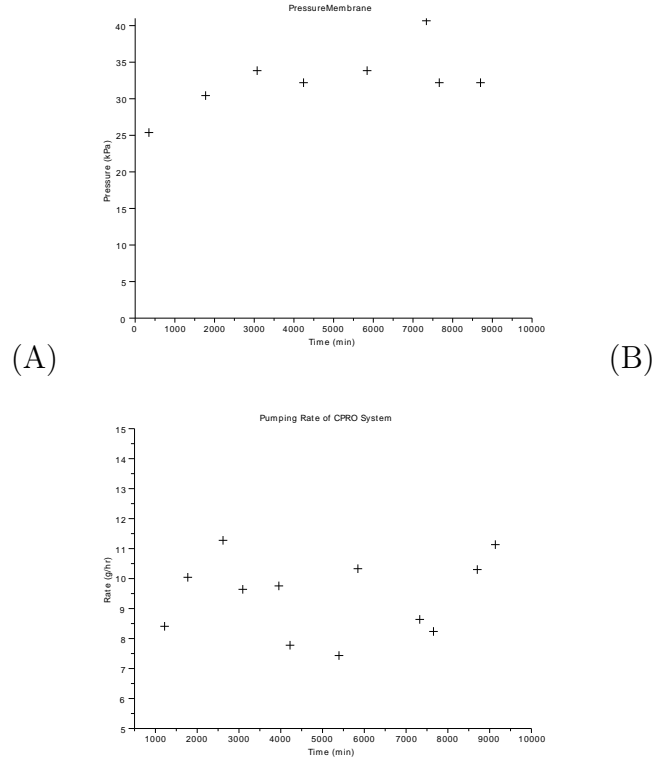 PressureMembrane
40
35
30
25
20
15
10
5
0
Pressure (kPa)
0 1000 2000 3000 4000 5000 6000 7000 8000 9000 10000
Time (min)
(A) (B)
Pumping Rate of CPRO System
15
14
13
12
11
10
9
8
7
6
5
Rate (g/hr)
1000 2000 3000 4000 5000 6000 7000 8000 9000 10000
Time (min)